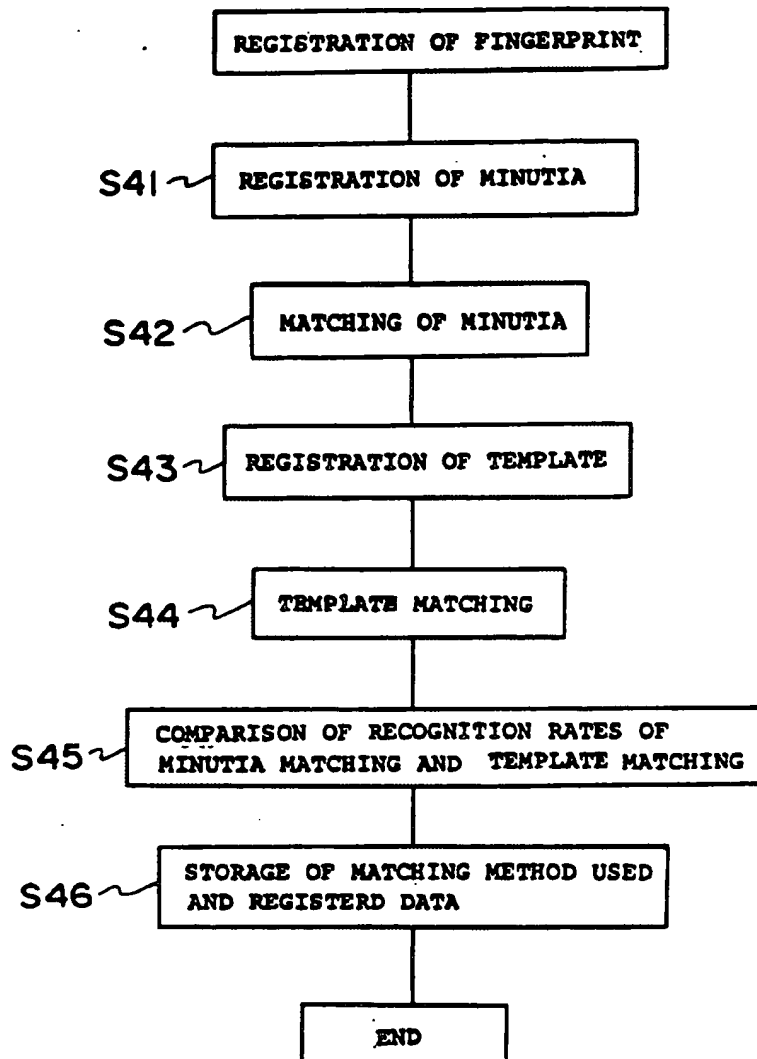 REGISTRATION OF FINGERPRINT
S41 REGISTRATION OF MINUTIA
S42 MATCHING OF MINUTIA
S43 REGISTRATION OF TEMPLATE
S44 TEMPLATE MATCHING
COMPARISON OF RECOGNITION RATES OF
S45 MINUTIA MATCHING AND TEMPLATE MATCHING
STORAGE OF MATCHING METHOD USED
S46 AND REGISTERD DATA
END